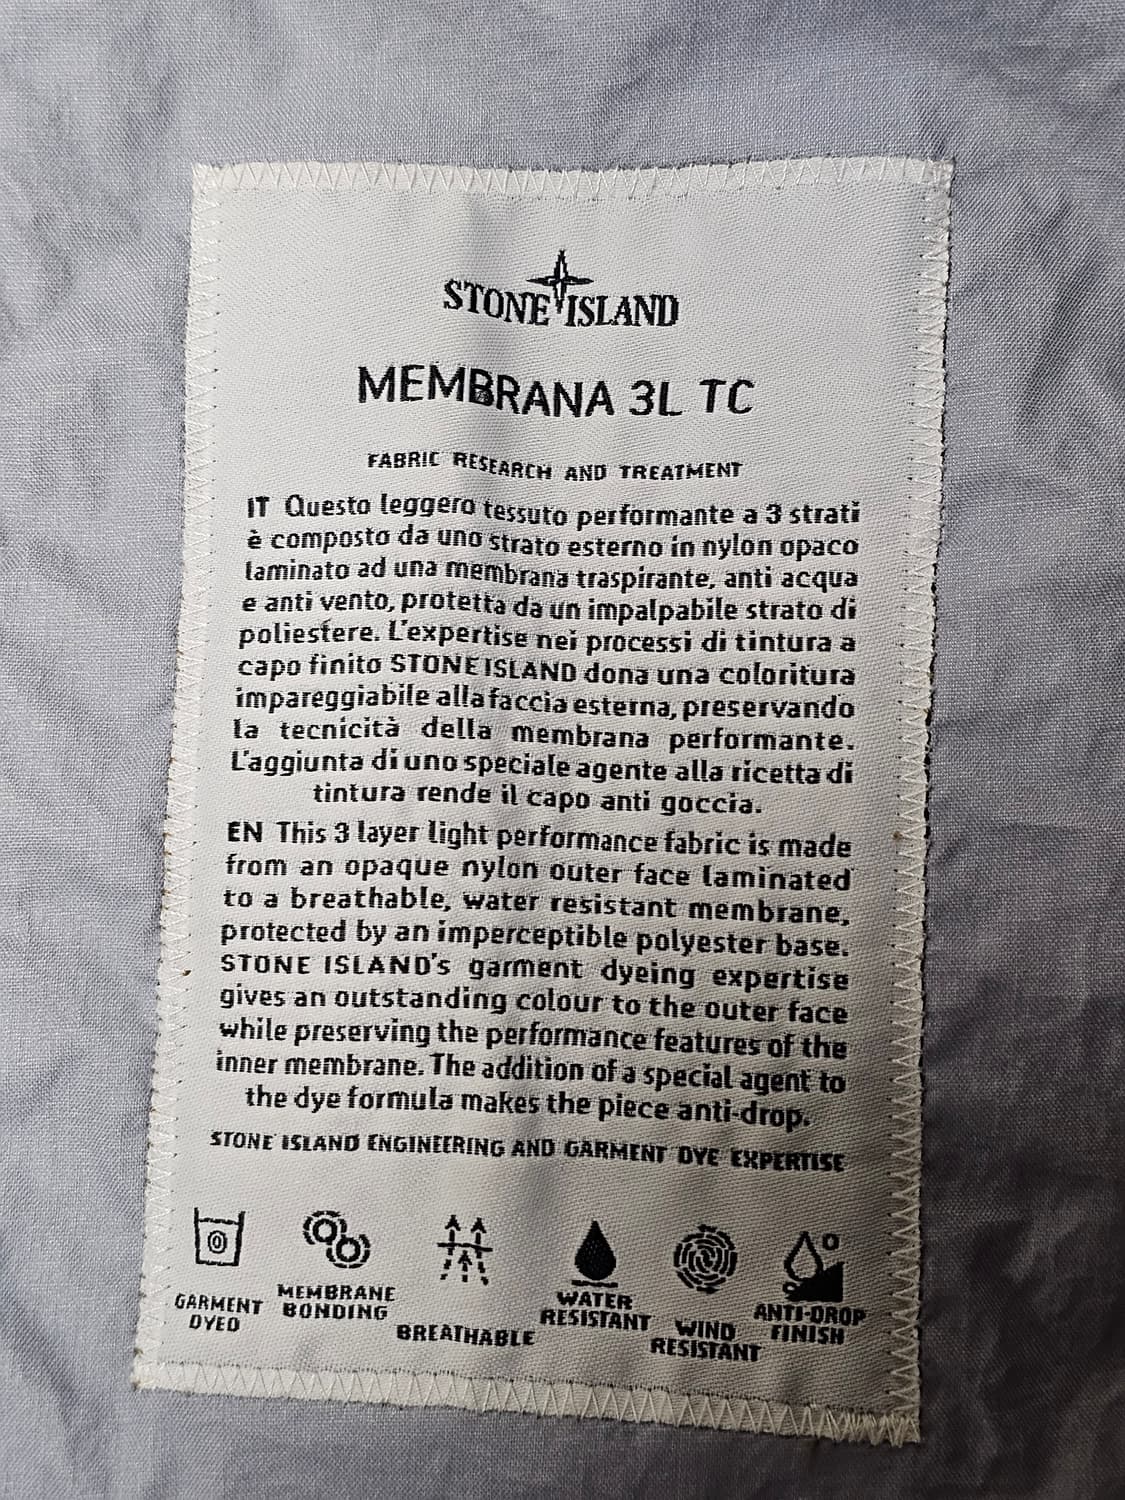 STONE ISLAND
MEMBRANA 3L TC
FABRIC RESEARCH AND TREATMENT
IT Questo leggero tessuto performante a 3 strati
è composto da uno strato esterno in nylon opaco
laminato ad una membrana traspirante, anti acqua
e anti vento, protetta da un impalpabile strato di
poliestere. L'expertise nei processi di tintura a
capo finito STONE ISLAND dona una coloritura
impareggiabile alla faccia esterna, preservando
la tecnicità della membrana performante.
L'aggiunta di uno speciale agente alla ricetta di
tintura rende il capo anti goccia.
EN This 3 layer light performance fabric is made
from an opaque nylon outer face laminated
to a breathable, water resistant membrane,
protected by an imperceptible polyester base.
STONE ISLAND's garment dyeing expertise
gives an outstanding colour to the outer face
while preserving the performance features of the
inner membrane. The addition of a special agent to
the dye formula makes the piece anti-drop.
STONE ISLAND ENGINEERING AND GARMENT DYE EXPERTISE
GARMENT
DYED
MEMBRANE
BONDING
BREATHABLE
WATER
RESISTANT
WIND
RESISTANT
ANTI-DROP
FINISH